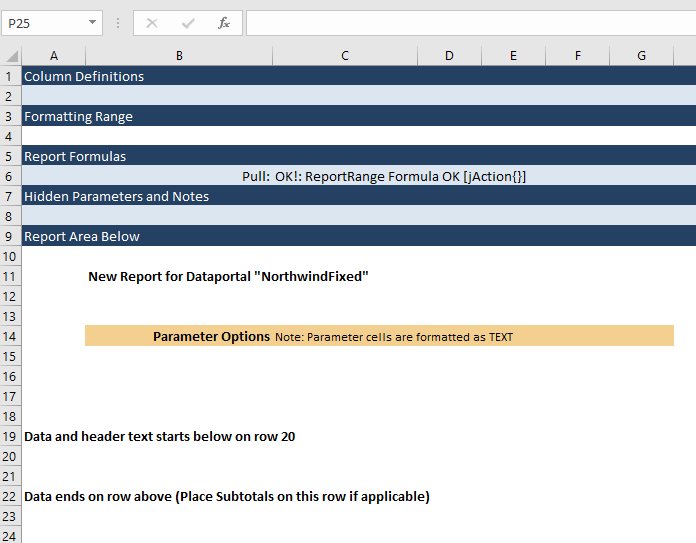 P25
fx
A B C D E F G
1 Column Definitions
2
3 Formatting Range
4
5 Report Formulas
6 Pull: OK!: ReportRange Formula OK [jAction{}]
7 Hidden Parameters and Notes
8
9 Report Area Below
10
11 New Report for Dataportal "NorthwindFixed"
12
13
14 Parameter Options Note: Parameter cells are formatted as TEXT
15
16
17
18
19 Data and header text starts below on row 20
20
21
22 Data ends on row above (Place Subtotals on this row if applicable)
23
24